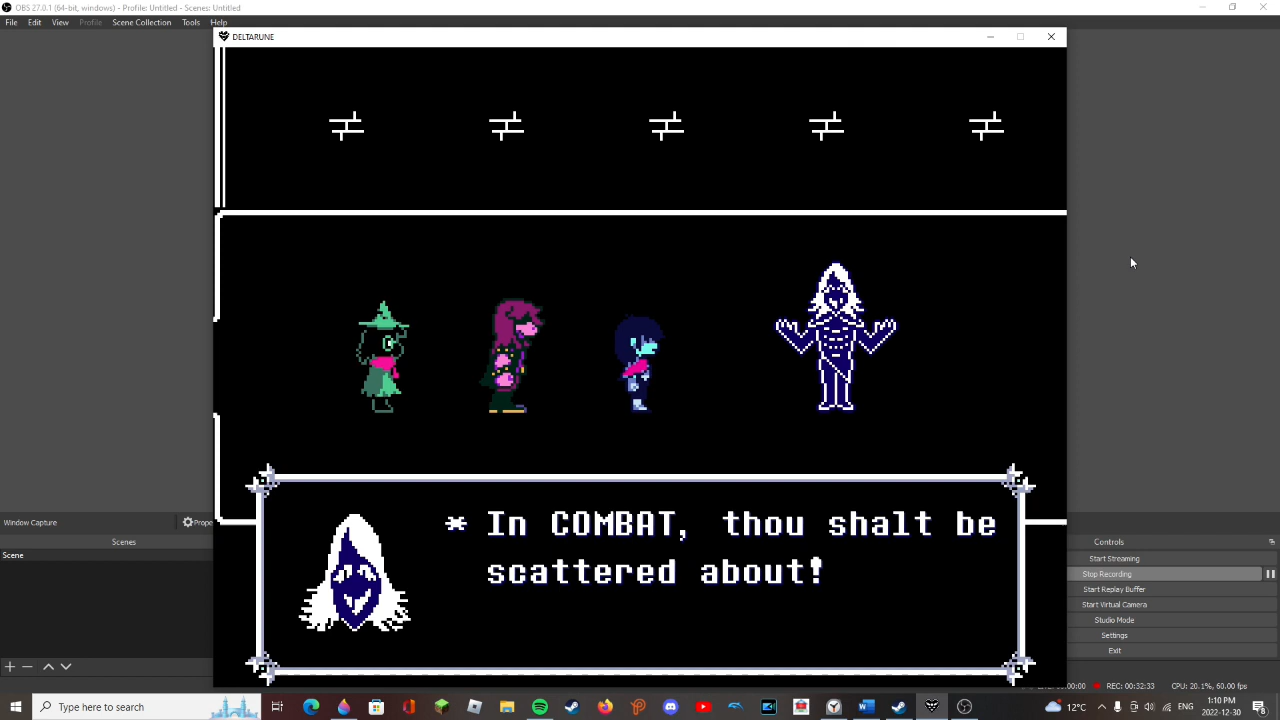 OBS 27.0.1 (64-bit, windows) - Profile: Untitled - Scenes: Untitled
File Edit View Profile Scene Collection Tools Help
DELTARUNE
* In COMBAT, thou shalt be
scattered about!
Window Capture
Prope
Scenes
Scene
Controls
Start Streaming
Stop Recording
Start Replay Buffer
Start Virtual Camera
Studio Mode
Settings
Exit
REC: 00:32:33
CPU: 20.1%, 60.00 fps
Type here to search
12°C
ENG
1:10 PM
2022-12-30
8